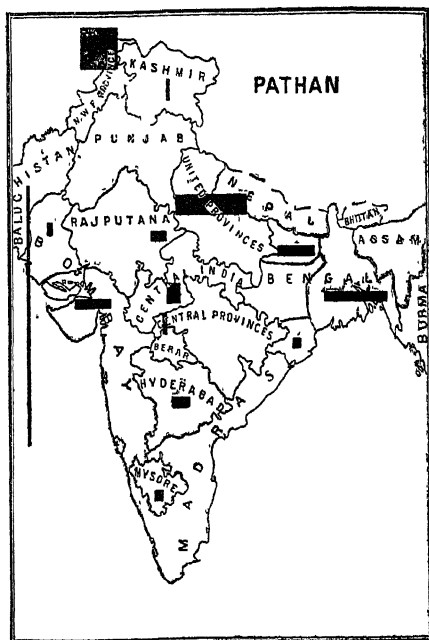 PATHAN
KASHMIR
N.W.F. PROVINCE
PUNJAB
BALUCHISTAN
UNITED PROVINCES
NEPAL
BHUTAN
ASSAM
RAJPUTANA
BOMBAY
CENTRAL INDIA
BENGAL
BURMA
CENTRAL PROVINCES
BERAR
HYDERABAD
MADRAS
MYSORE